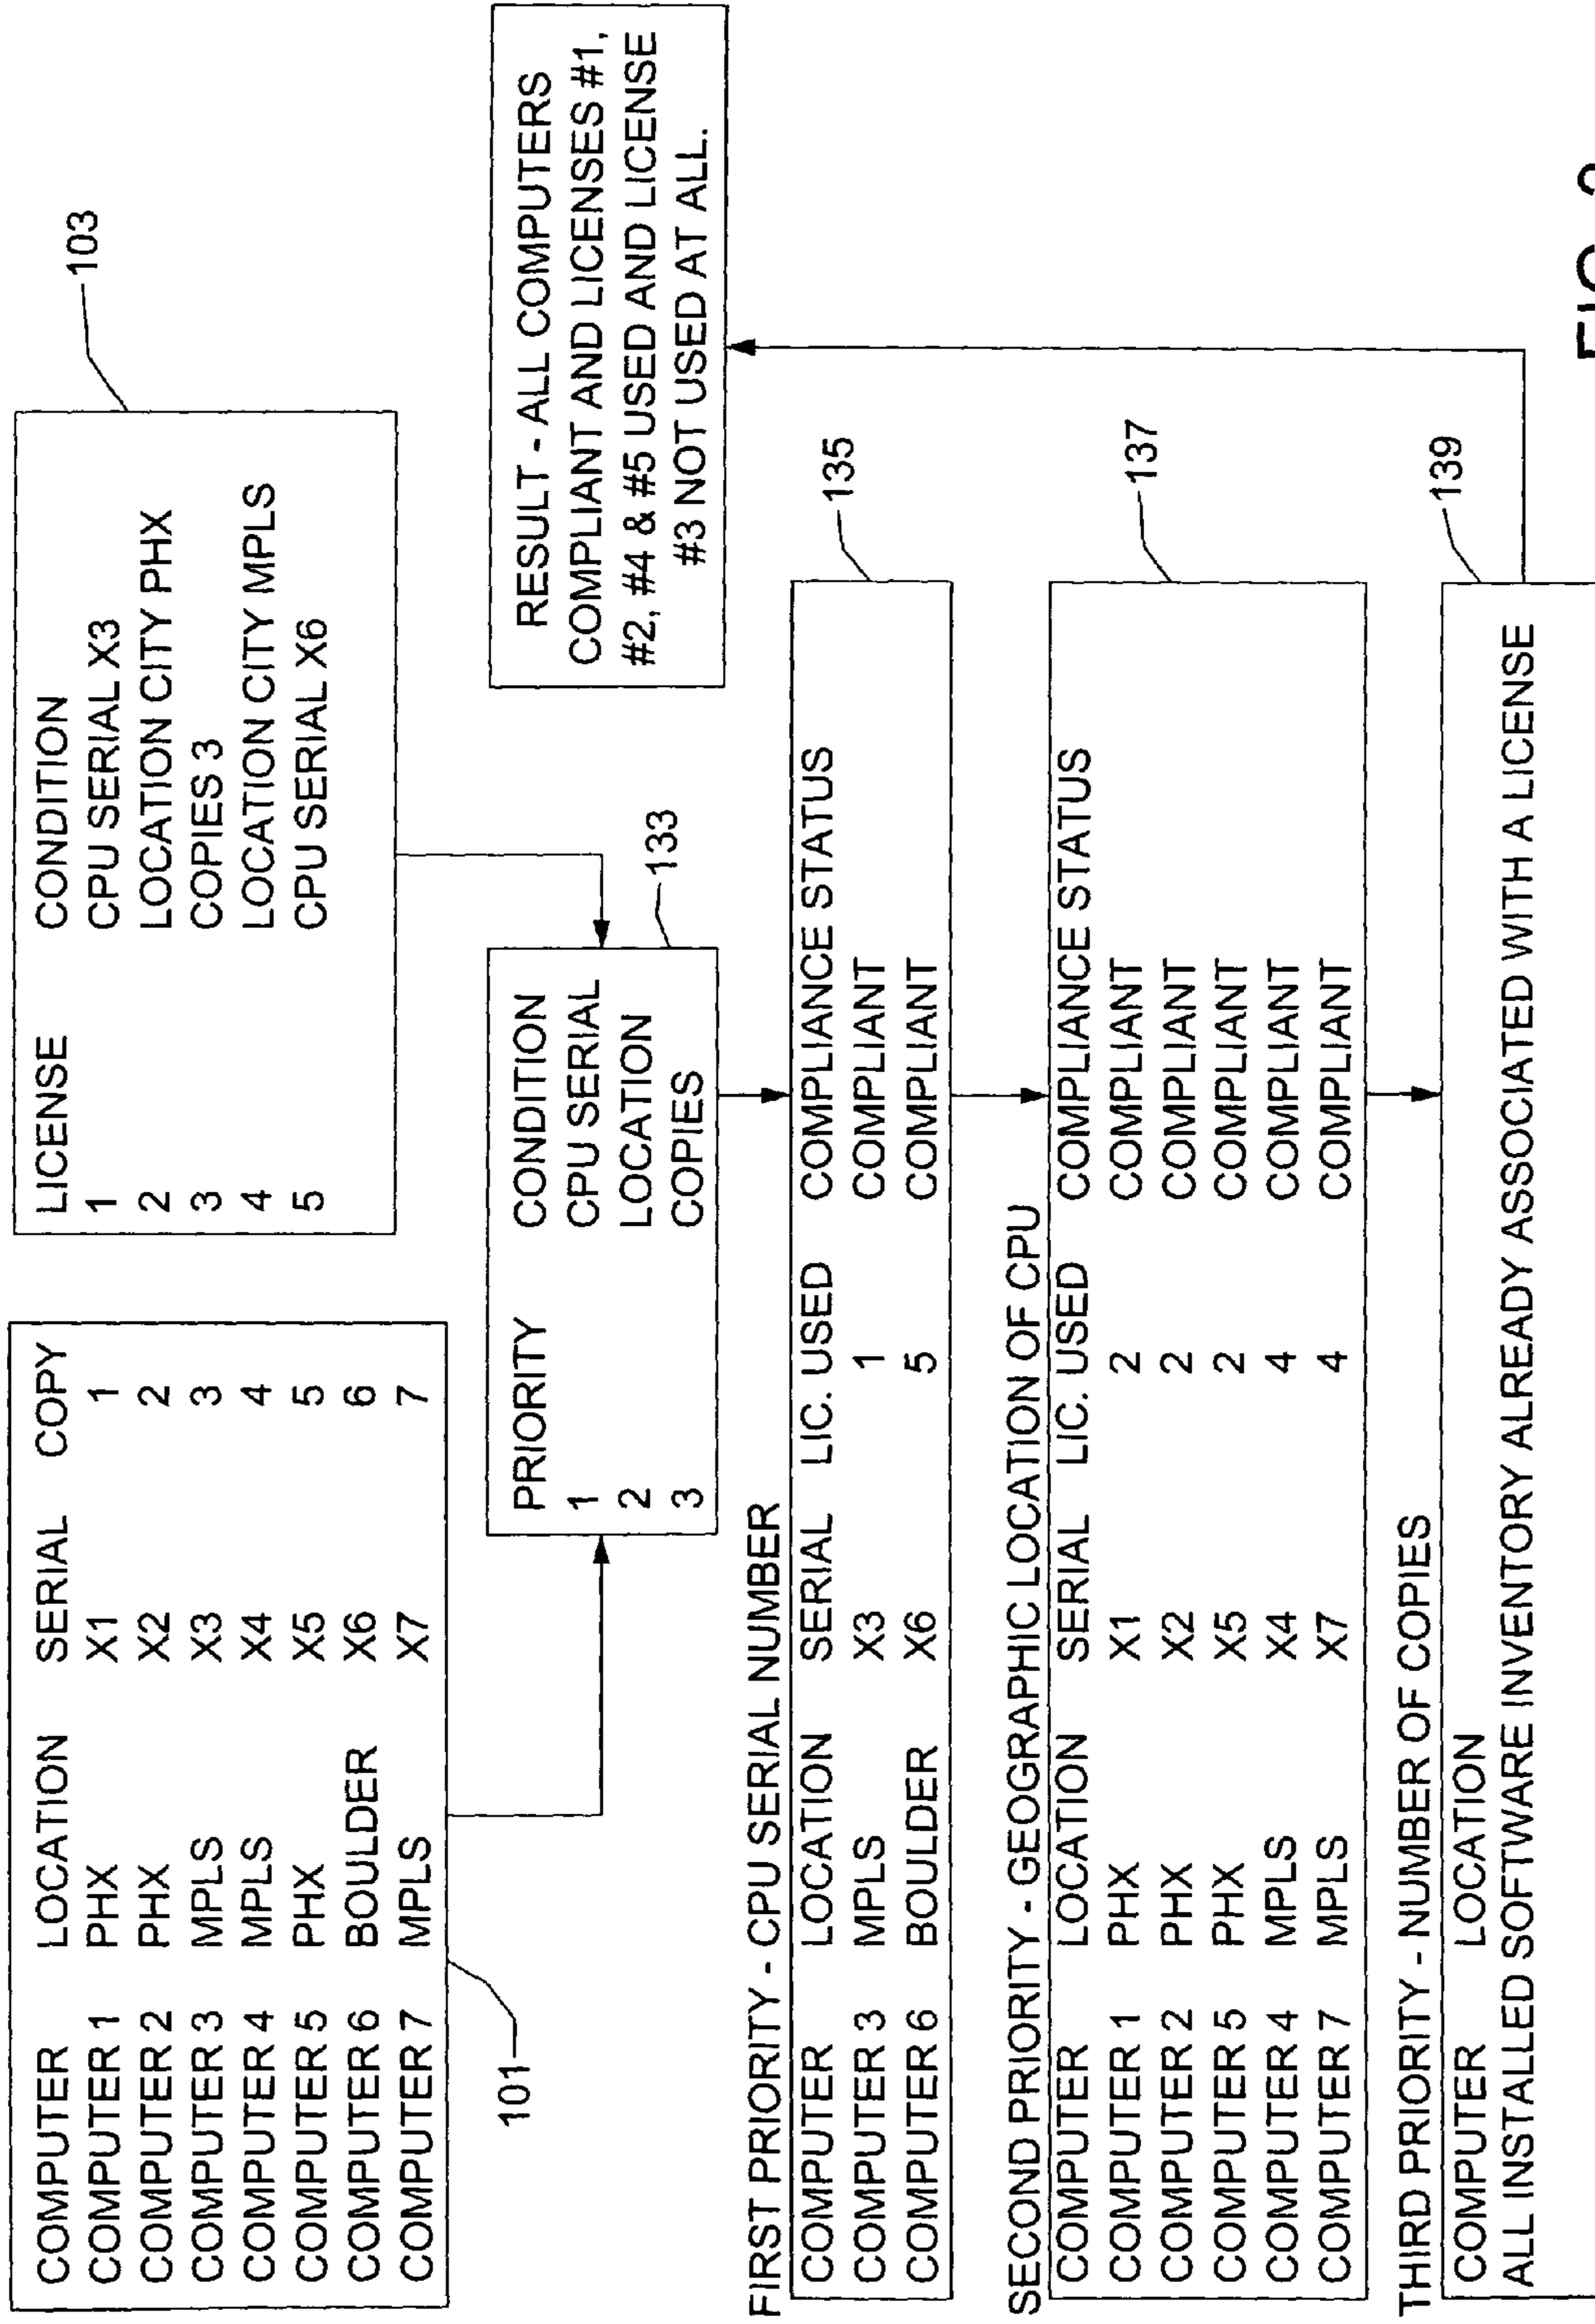 COMPUTER LOCATION SERIAL COPY
COMPUTER 1 PHX X1 1
COMPUTER 2 PHX X2 2
COMPUTER 3 MPLS X3 3
COMPUTER 4 MPLS X4 4
COMPUTER 5 PHX X5 5
COMPUTER 6 BOULDER X6 6
COMPUTER 7 MPLS X7 7
101
LICENSE CONDITION
1 CPU SERIAL X3
2 LOCATION CITY PHX
3 COPIES 3
4 LOCATION CITY MPLS
5 CPU SERIAL X6
103
PRIORITY CONDITION
1 CPU SERIAL
2 LOCATION
3 COPIES
133
RESULT - ALL COMPUTERS
COMPLIANT AND LICENSES #1,
#2, #4 & #5 USED AND LICENSE
#3 NOT USED AT ALL.
FIRST PRIORITY - CPU SERIAL NUMBER
COMPUTER LOCATION SERIAL LIC. USED COMPLIANCE STATUS
COMPUTER 3 MPLS X3 1 COMPLIANT
COMPUTER 6 BOULDER X6 5 COMPLIANT
135
SECOND PRIORITY - GEOGRAPHIC LOCATION OF CPU
COMPUTER LOCATION SERIAL LIC. USED COMPLIANCE STATUS
COMPUTER 1 PHX X1 2 COMPLIANT
COMPUTER 2 PHX X2 2 COMPLIANT
COMPUTER 5 PHX X5 2 COMPLIANT
COMPUTER 4 MPLS X4 4 COMPLIANT
COMPUTER 7 MPLS X7 4 COMPLIANT
137
THIRD PRIORITY - NUMBER OF COPIES
COMPUTER LOCATION
ALL INSTALLED SOFTWARE INVENTORY ALREADY ASSOCIATED WITH A LICENSE
139